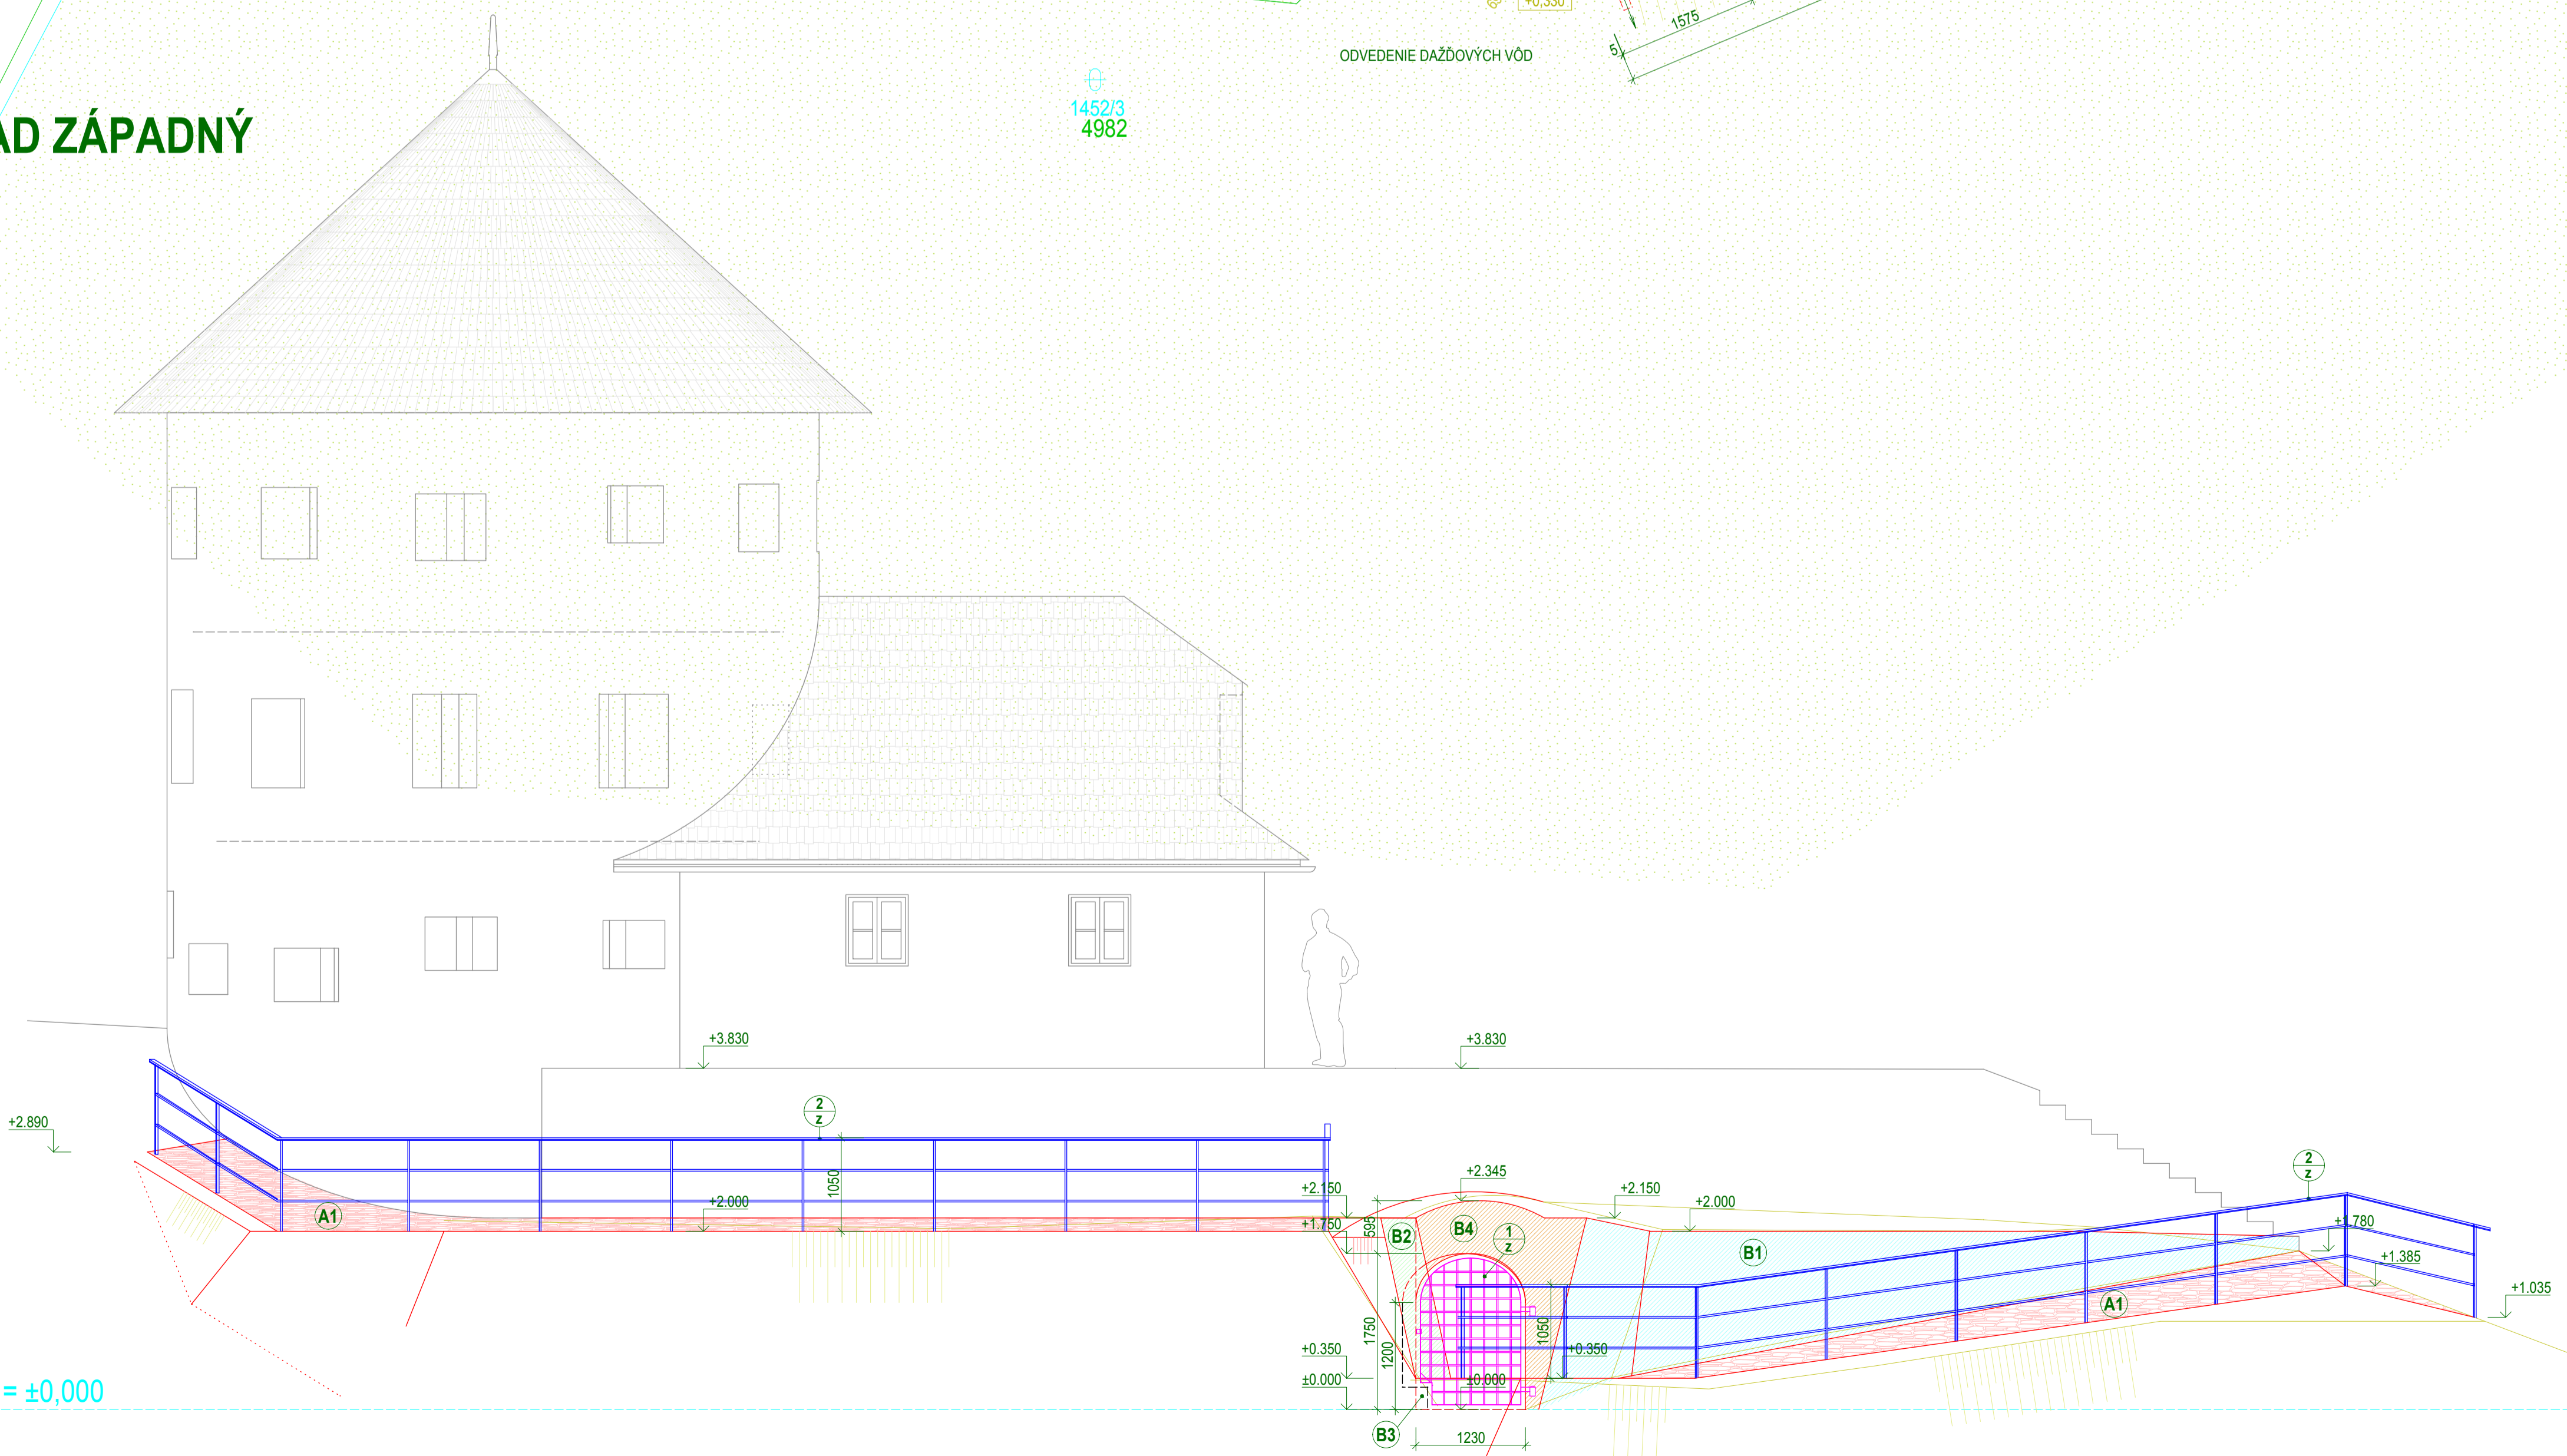 +0,330
1575
5
ODVEDENIE DAŽĎOVÝCH VÔD
1452/3
4982
AD ZÁPADNÝ
+3.830
+3.830
+2.890
2
z
1050
+2.000
A1
+2.345
+2.150
+2.150
+2.000
+1.750
595
B2
B4
1
z
B1
2
z
+1.780
+1.385
+1.035
A1
1750
1200
1050
+0.350
+0.350
±0.000
±0.000
= ±0,000
B3
1230